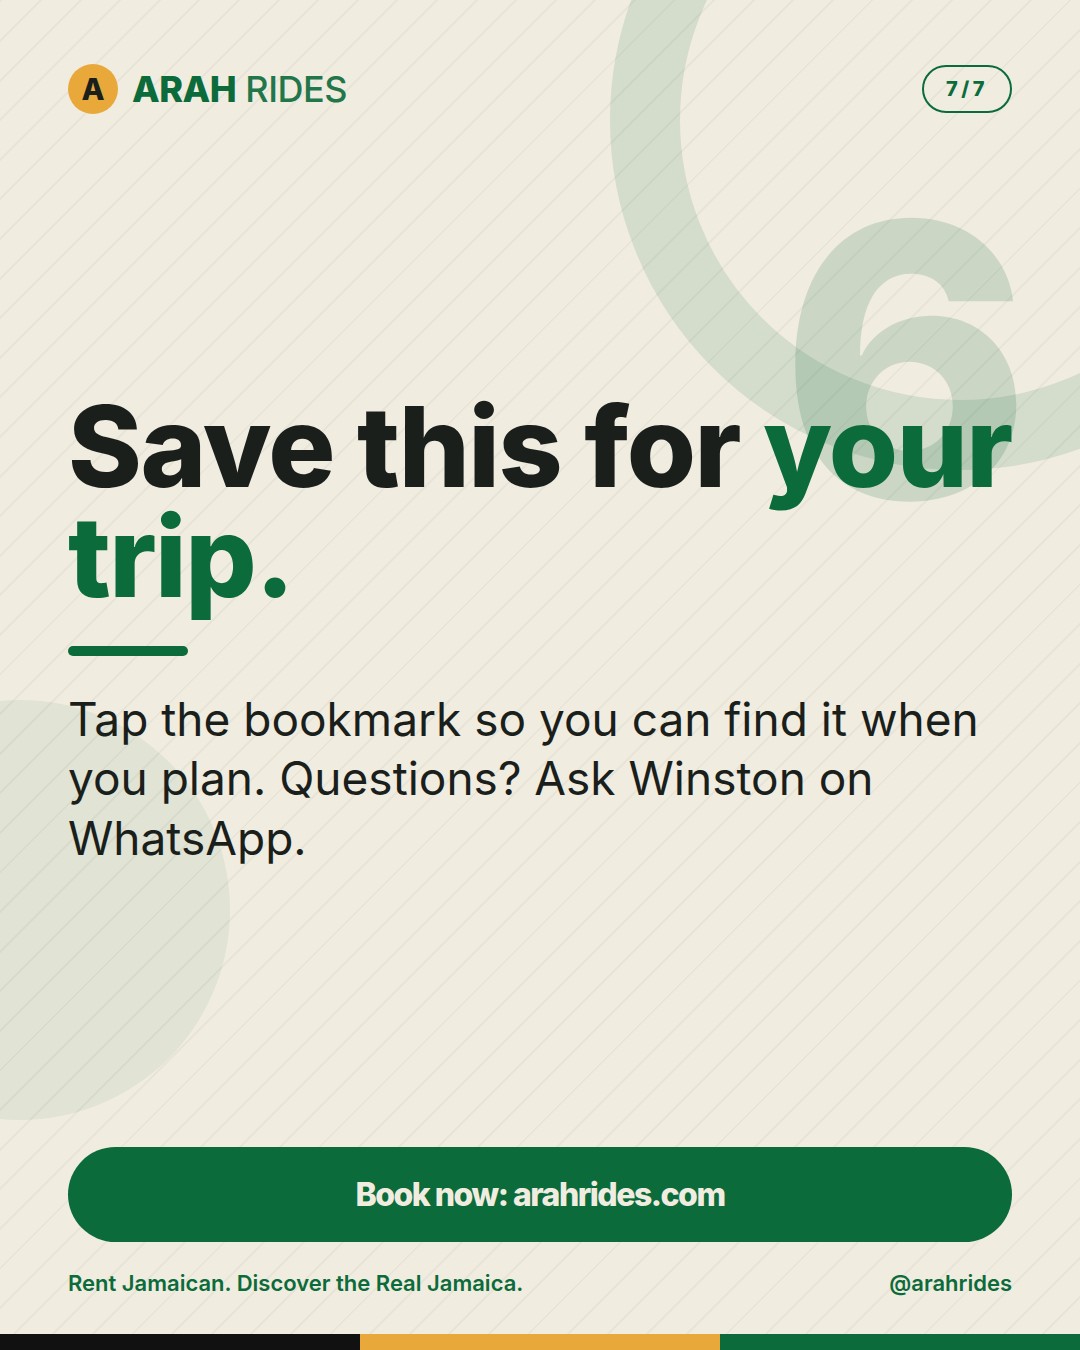 A ARAH RIDES
7/7
6
Save this for your
trip.
Tap the bookmark so you can find it when
you plan. Questions? Ask Winston on
WhatsApp.
Book now: arahrides.com
Rent Jamaican. Discover the Real Jamaica.
@arahrides